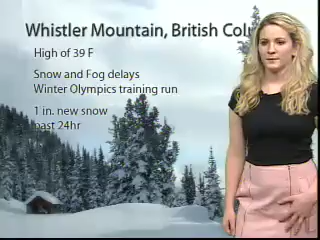 Whistler Mountain, British Colu
High of 39 F
Snow and Fog delays
Winter Olympics training run
1 in. new snow
past 24hr